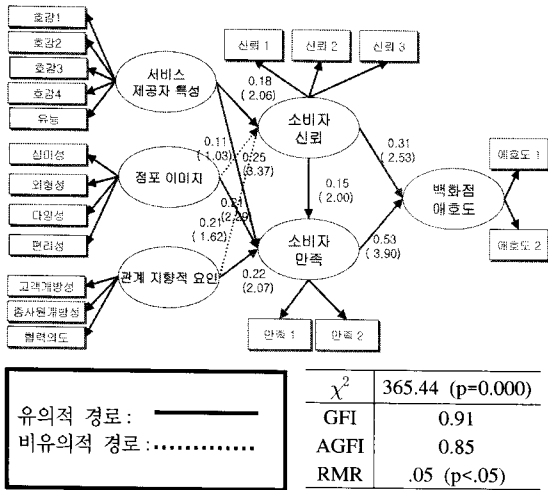 호감1
호감2
호감3
호감4
유능
심미성
외형성
다양성
편리성
고객개방성
종사원개방성
협력의도
서비스
제공자 특성
점포 이미지
관계 지향적 요인
신뢰 1
신뢰 2
신뢰 3
소비자
신뢰
소비자
만족
만족 1
만족 2
백화점
애호도
애호도 1
애호도 2
0.18
(2.06)
0.11
( 1.03)
0.25
(3.37)
0.21
0.21
( 1.62)
0.22
(2.07)
0.15
(2.00)
0.31
( 2.53)
0.53
( 3.90)
유의적 경로 :
비유의적 경로 :
χ² 365.44 (p=0.000)
GFI 0.91
AGFI 0.85
RMR .05 (p<.05)